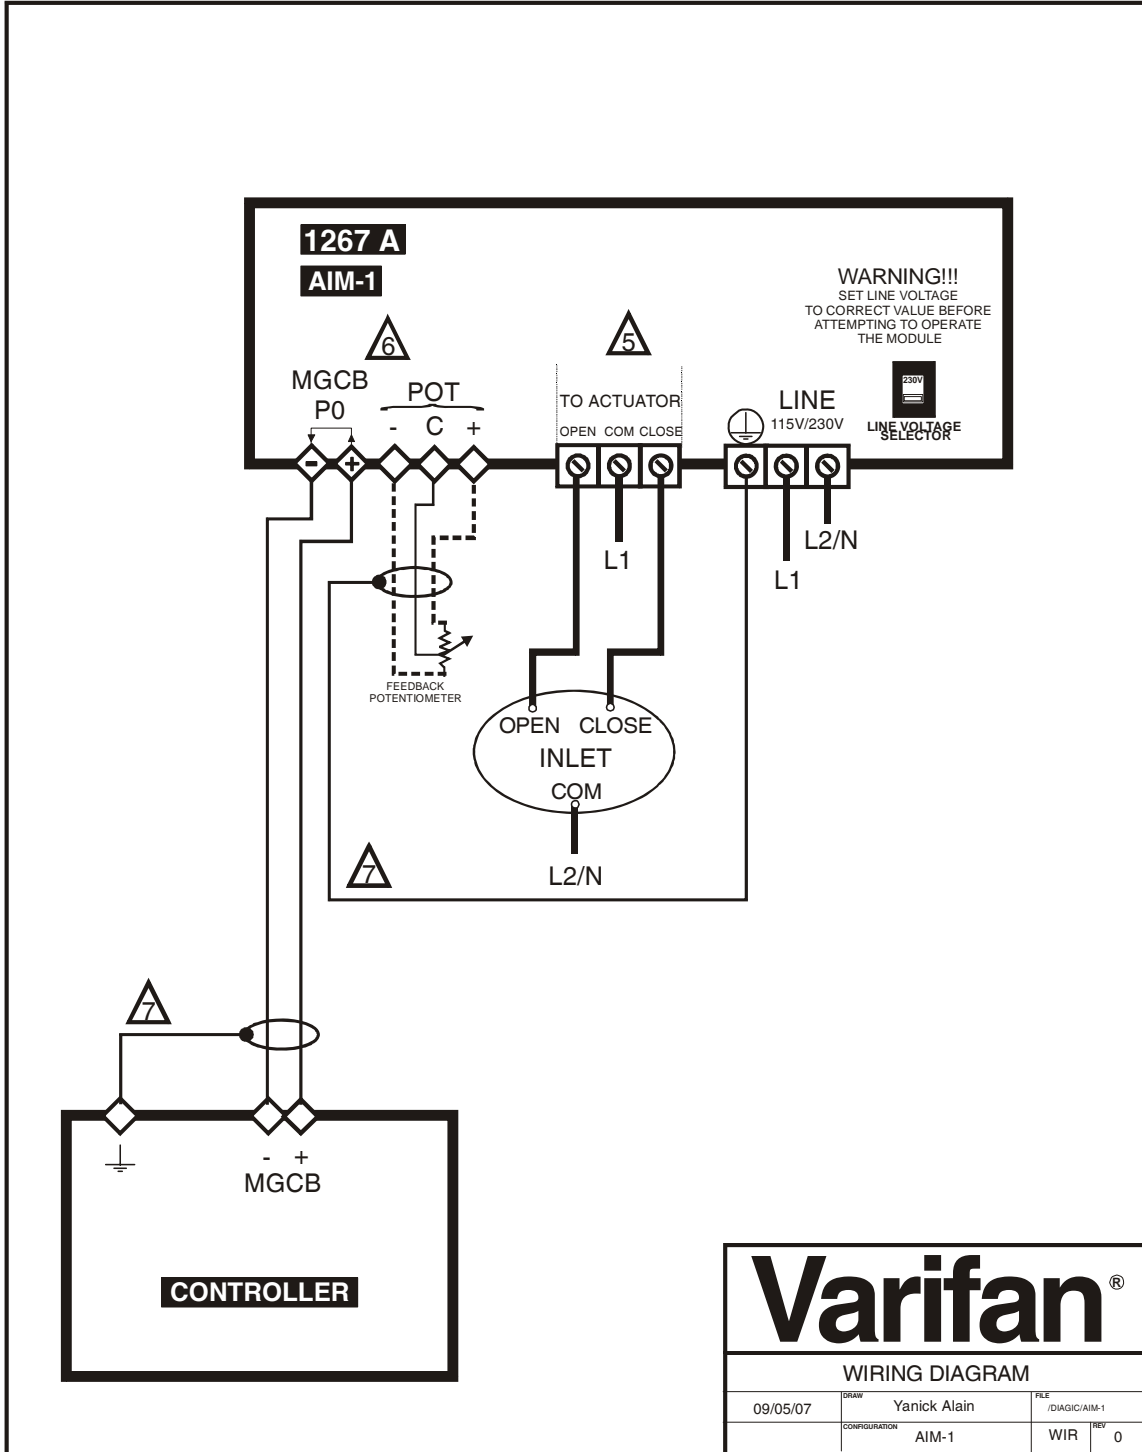 1267 A
AIM-1
WARNING!!!
SET LINE VOLTAGE
TO CORRECT VALUE BEFORE
ATTEMPTING TO OPERATE
THE MODULE
6
5
230V
MGCB
P0
POT
- C +
TO ACTUATOR
OPEN COM CLOSE
LINE
115V/230V
LINE VOLTAGE
SELECTOR
- +
L1
L2/N
L1
FEEDBACK
POTENTIOMETER
OPEN CLOSE
INLET
COM
L2/N
7
7
- +
MGCB
CONTROLLER
Varifan®
WIRING DIAGRAM
09/05/07
DRAW
Yanick Alain
FILE
/DIAGIC/AIM-1
CONFIGURATION
AIM-1
WIR
REV
0